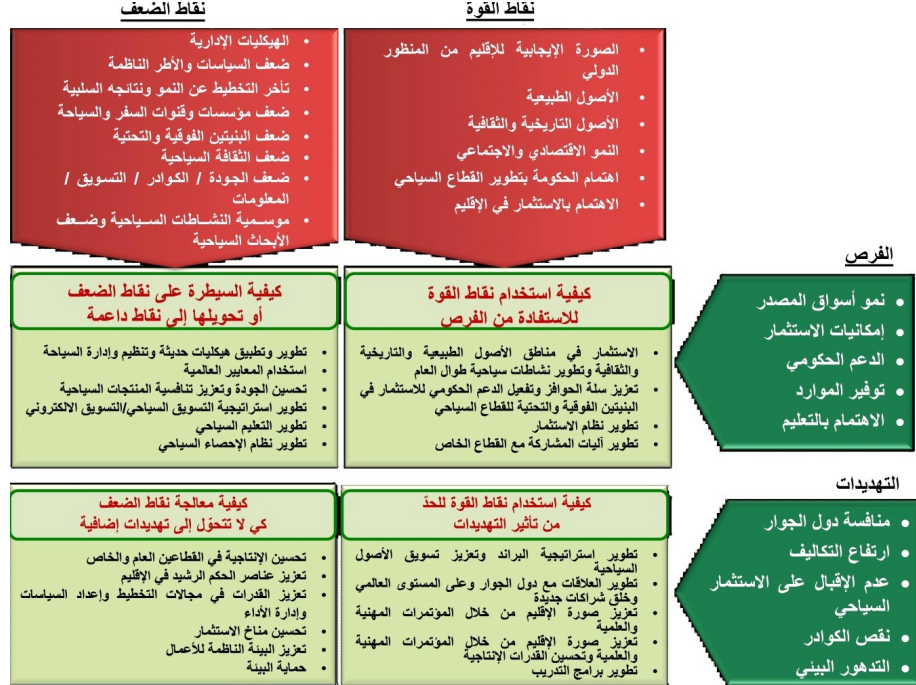 نقاط القوة
• الصورة الإيجابية للإقليم من المنظور
الدولي
• الأصول الطبيعية
• الأصول التاريخية والثقافية
• النمو الاقتصادي والاجتماعي
• اهتمام الحكومة بتطوير القطاع السياحي
• الاهتمام بالاستثمار في الإقليم
نقاط الضعف
• الهيكليات الإدارية
• ضعف السياسات والأطر الناظمة
• تأخر التخطيط عن النمو ونتائجه السلبية
• ضعف مؤسسات وقنوات السفر والسياحة
• ضعف البنيتين الفوقية والتحتية
• ضعف الثقافة السياحية
• ضعف الجودة / الكوادر / التسويق /
المعلومات
• موسمية النشاطات السياحية وضعف
الأبحاث السياحية
الفرص
• نمو أسواق المصدر
• إمكانيات الاستثمار
• الدعم الحكومي
• توفير الموارد
• الاهتمام بالتعليم
كيفية استخدام نقاط القوة
للاستفادة من الفرص
• الاستثمار في مناطق الأصول الطبيعية والتاريخية
والثقافية وتطوير نشاطات سياحية طوال العام
• تعزيز سلة الحوافز وتفعيل الدعم الحكومي للاستثمار في
البنيتين الفوقية والتحتية للقطاع السياحي
• تطوير نظام الاستثمار
• تطوير آليات المشاركة مع القطاع الخاص
كيفية السيطرة على نقاط الضعف
أو تحويلها إلى نقاط داعمة
• تطوير وتطبيق هيكليات حديثة وتنظيم وإدارة السياحة
• استخدام المعايير العالمية
• تحسين الجودة وتعزيز تنافسية المنتجات السياحية
• تطوير استراتيجية التسويق السياحي/التسويق الالكتروني
• تطوير التعليم السياحي
• تطوير نظام الإحصاء السياحي
التهديدات
• منافسة دول الجوار
• ارتفاع التكاليف
• عدم الإقبال على الاستثمار
السياحي
• نقص الكوادر
• التدهور البيئي
كيفية استخدام نقاط القوة للحدّ
من تأثير التهديدات
• تطوير إستراتيجية البراند وتعزيز تسويق الأصول
السياحية
• تطوير العلاقات مع دول الجوار وعلى المستوى العالمي
وخلق شراكات جديدة
• تعزيز صورة الإقليم من خلال المؤتمرات المهنية
والعلمية
• تعزيز صورة الإقليم من خلال المؤتمرات المهنية
والعلمية وتحسين القدرات الإنتاجية
• تطوير برامج التدريب
كيفية معالجة نقاط الضعف
كي لا تتحوّل إلى تهديدات إضافية
• تحسين الإنتاجية في القطاعين العام والخاص
• تعزيز عناصر الحكم الرشيد في الإقليم
• تعزيز القدرات في مجالات التخطيط وإعداد السياسات
وإدارة الأداء
• تحسين مناخ الاستثمار
• تعزيز البيئة الناظمة للأعمال
• حماية البيئة